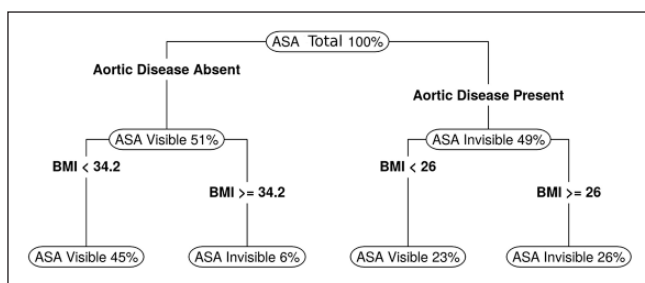 ASA Total 100%
Aortic Disease Absent
Aortic Disease Present
ASA Visible 51%
ASA Invisible 49%
BMI < 34.2
BMI < 26
BMI >= 34.2
BMI >= 26
ASA Visible 45%
ASA Invisible 6%
ASA Visible 23%
ASA Invisible 26%